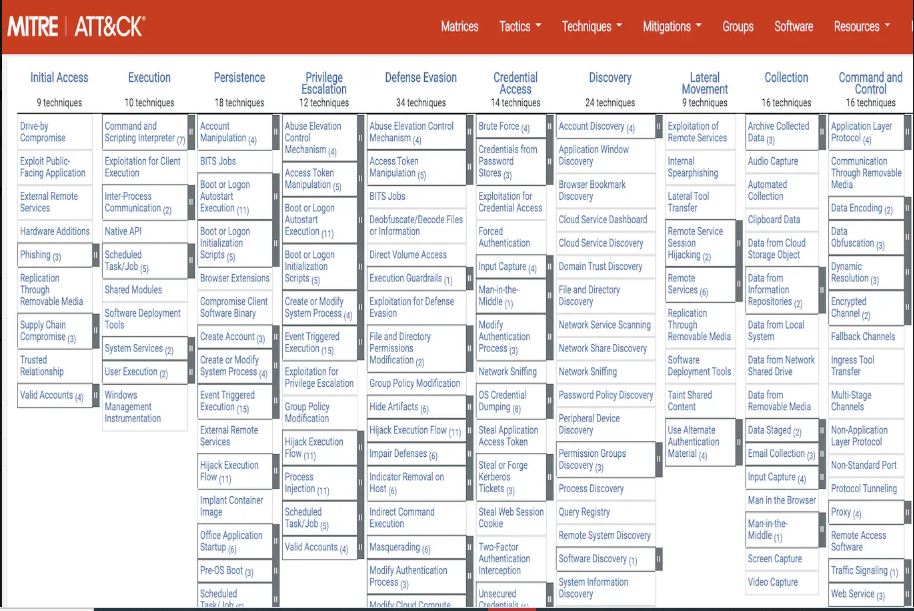 MITRE | ATT&CK®
Matrices Tactics Techniques Mitigations Groups Software Resources
Initial Access
9 techniques
Drive-by
Compromise
Exploit Public-
Facing Application
External Remote
Services
Hardware Additions
Phishing (3)
Replication
Through
Removable Media
Supply Chain
Compromise (3)
Trusted
Relationship
Valid Accounts (4)
Execution
10 techniques
Command and
Scripting Interpreter (7)
Exploitation for Client
Execution
Inter-Process
Communication (2)
Native API
Scheduled
Task/Job (5)
Shared Modules
Software Deployment
Tools
System Services (2)
User Execution (2)
Windows
Management
Instrumentation
Persistence
18 techniques
Account
Manipulation (4)
BITS Jobs
Boot or Logon
Autostart
Execution (11)
Boot or Logon
Initialization
Scripts (5)
Browser Extensions
Compromise Client
Software Binary
Create Account (3)
Create or Modify
System Process (4)
Event Triggered
Execution (15)
External Remote
Services
Hijack Execution
Flow (11)
Implant Container
Image
Office Application
Startup (6)
Pre-OS Boot (3)
Scheduled
Task/Job
Privilege
Escalation
12 techniques
Abuse Elevation
Control
Mechanism (4)
Access Token
Manipulation (5)
Boot or Logon
Autostart
Execution (11)
Boot or Logon
Initialization
Scripts (5)
Create or Modify
System Process (4)
Event Triggered
Execution (15)
Exploitation for
Privilege Escalation
Group Policy
Modification
Hijack Execution
Flow (11)
Process
Injection (11)
Scheduled
Task/Job (5)
Valid Accounts (4)
Defense Evasion
34 techniques
Abuse Elevation Control
Mechanism (4)
Access Token
Manipulation (5)
BITS Jobs
Deobfuscate/Decode Files
or Information
Direct Volume Access
Execution Guardrails (1)
Exploitation for Defense
Evasion
File and Directory
Permissions
Modification (2)
Group Policy Modification
Hide Artifacts (6)
Hijack Execution Flow (11)
Impair Defenses (6)
Indicator Removal on
Host (6)
Indirect Command
Execution
Masquerading (6)
Modify Authentication
Process (3)
Modify Cloud Compute
Credential
Access
14 techniques
Brute Force (4)
Credentials from
Password
Stores (3)
Exploitation for
Credential Access
Forced
Authentication
Input Capture (4)
Man-in-the-
Middle (1)
Modify
Authentication
Process (3)
Network Sniffing
OS Credential
Dumping (8)
Steal Application
Access Token
Steal or Forge
Kerberos
Tickets (3)
Steal Web Session
Cookie
Two-Factor
Authentication
Interception
Unsecured
Credentials
Discovery
24 techniques
Account Discovery (4)
Application Window
Discovery
Browser Bookmark
Discovery
Cloud Service Dashboard
Cloud Service Discovery
Domain Trust Discovery
File and Directory
Discovery
Network Service Scanning
Network Share Discovery
Network Sniffing
Password Policy Discovery
Peripheral Device
Discovery
Permission Groups
Discovery (3)
Process Discovery
Query Registry
Remote System Discovery
Software Discovery (1)
System Information
Discovery
Lateral
Movement
9 techniques
Exploitation of
Remote Services
Internal
Spearphishing
Lateral Tool
Transfer
Remote Service
Session
Hijacking (2)
Remote
Services (6)
Replication
Through
Removable Media
Software
Deployment Tools
Taint Shared
Content
Use Alternate
Authentication
Material (4)
Collection
16 techniques
Archive Collected
Data (3)
Audio Capture
Automated
Collection
Clipboard Data
Data from Cloud
Storage Object
Data from
Information
Repositories (2)
Data from Local
System
Data from Network
Shared Drive
Data from
Removable Media
Data Staged (2)
Email Collection (3)
Input Capture (4)
Man in the Browser
Man-in-the-
Middle (1)
Screen Capture
Video Capture
Command and
Control
16 techniques
Application Layer
Protocol (4)
Communication
Through Removable
Media
Data Encoding (2)
Data
Obfuscation (3)
Dynamic
Resolution (3)
Encrypted
Channel (2)
Fallback Channels
Ingress Tool
Transfer
Multi-Stage
Channels
Non-Application
Layer Protocol
Non-Standard Port
Protocol Tunneling
Proxy (4)
Remote Access
Software
Traffic Signaling (1)
Web Service (3)